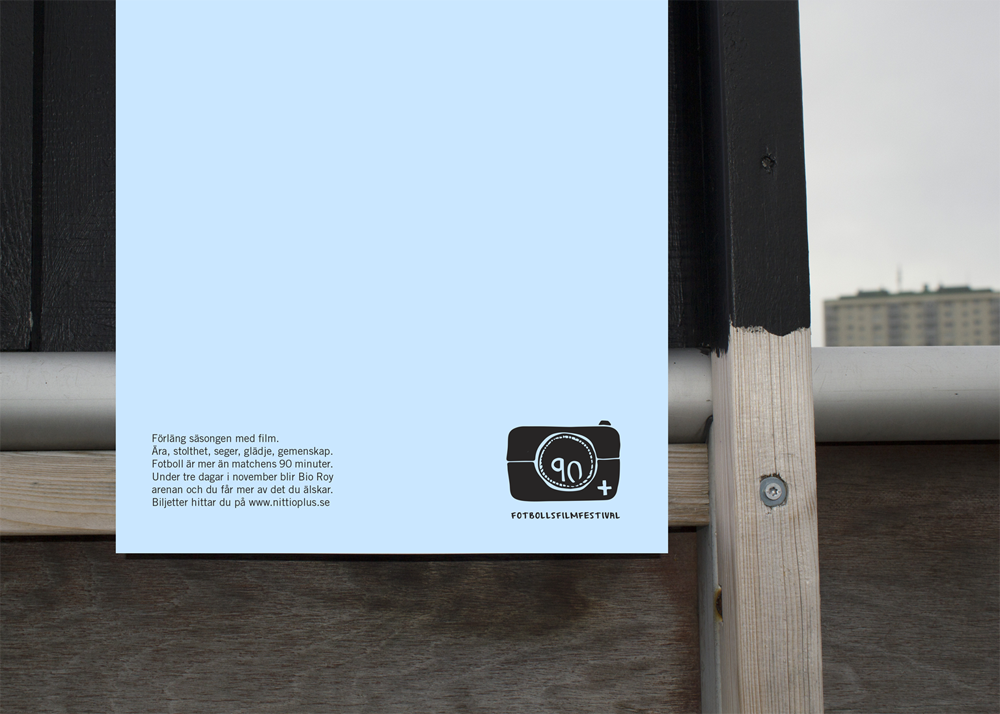 Förläng säsongen med film.
Ära, stolthet, seger, glädje, gemenskap.
Fotboll är mer än matchens 90 minuter.
Under tre dagar i november blir Bio Roy
arenan och du får mer av det du älskar.
Biljetter hittar du på www.nittioplus.se
90
+
FOTBOLLSFILMFESTIVAL